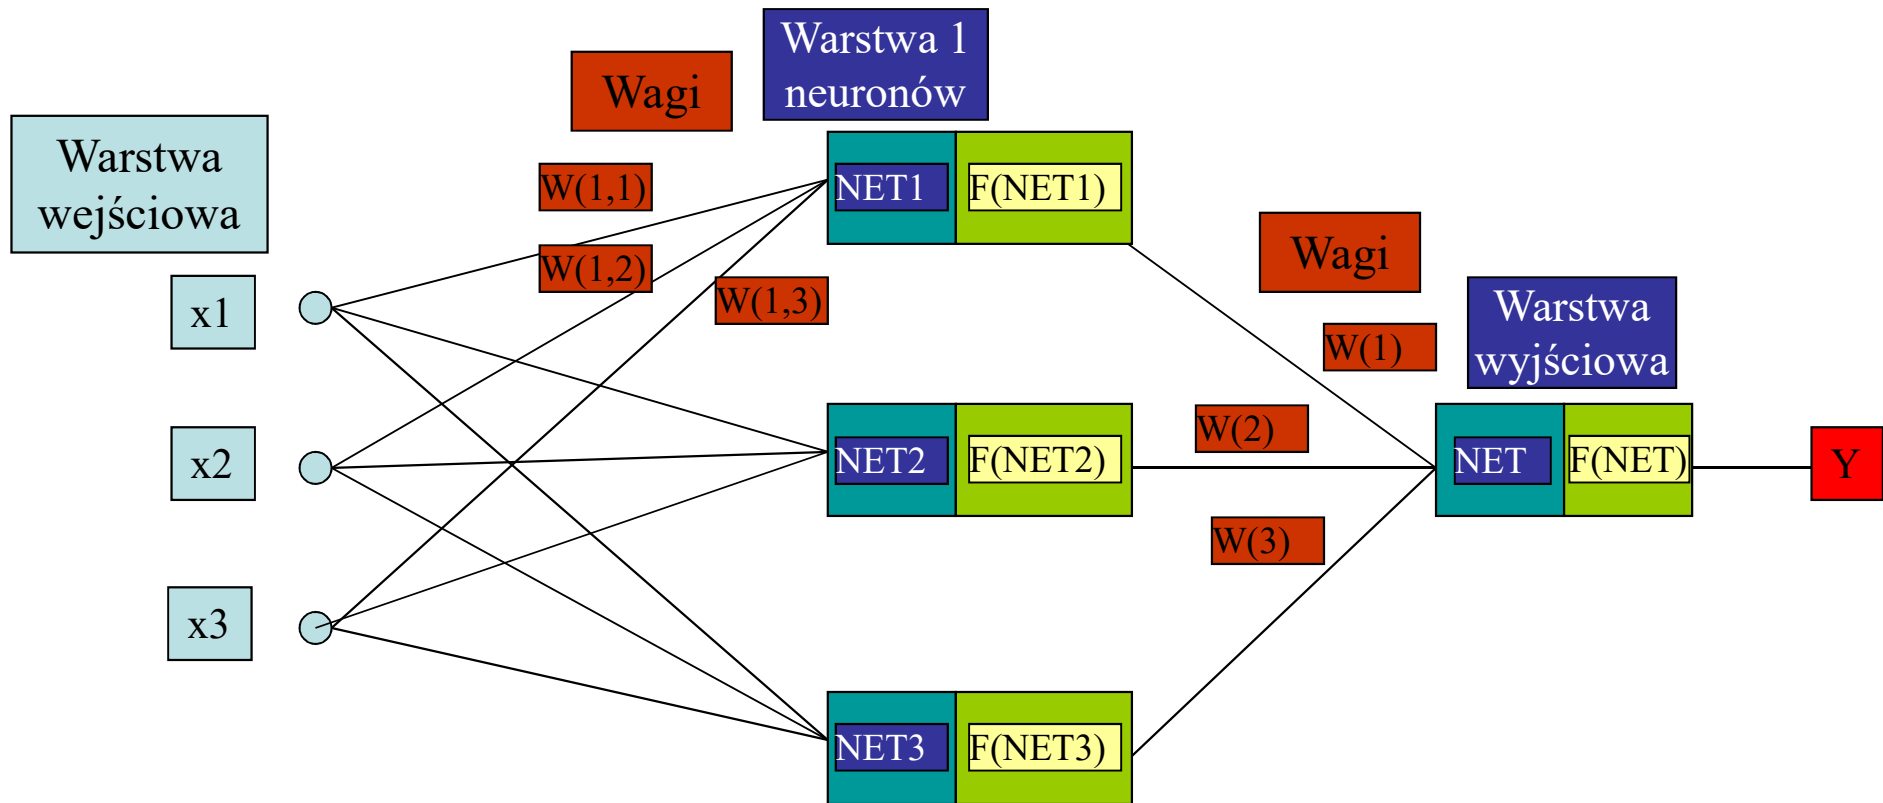 Warstwa 1
neuronów
Wagi
Warstwa
wejściowa
W(1,1)
NET1
F(NET1)
W(1,2)
W(1,3)
x1
Wagi
W(1)
Warstwa
wyjściowa
x2
NET2
F(NET2)
W(2)
NET
F(NET)
Y
W(3)
x3
NET3
F(NET3)